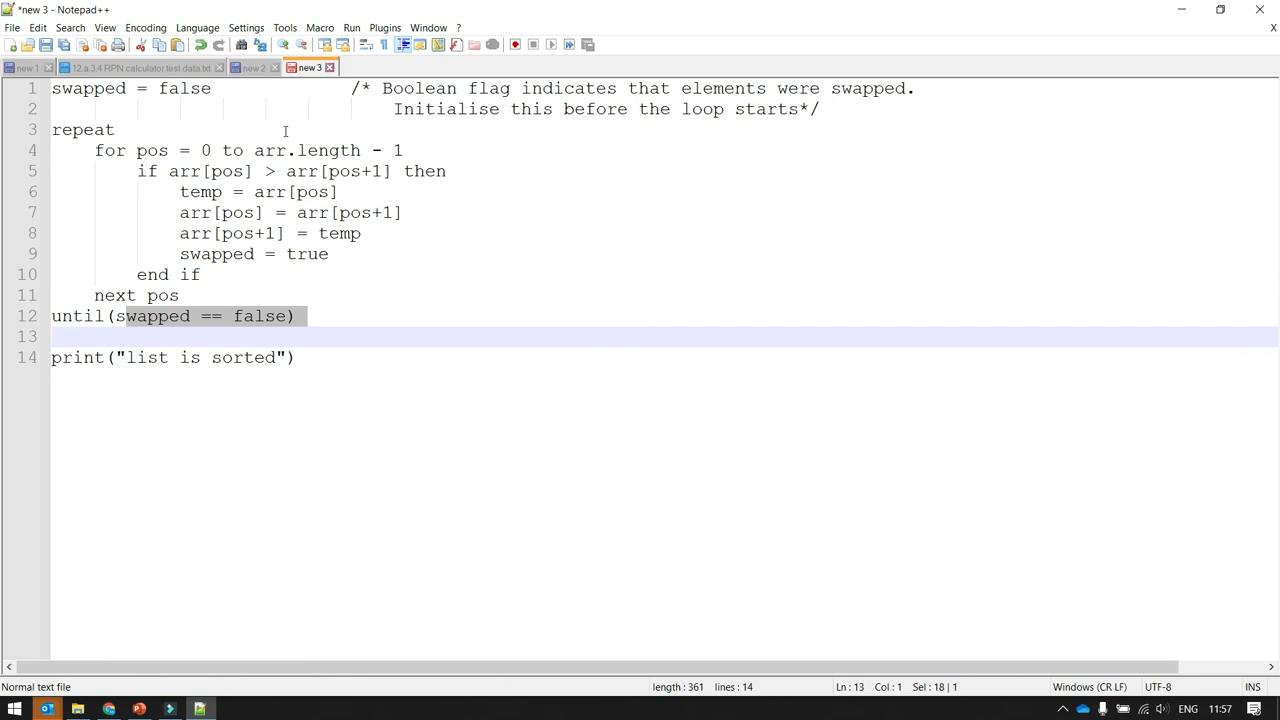 *new 3 - Notepad++
File Edit Search View Encoding Language Settings Tools Macro Run Plugins Window ? X
new 1 12.a.3.4 RPN calculator test data.txt new 2 new 3
1 swapped = false /* Boolean flag indicates that elements were swapped.
2 Initialise this before the loop starts*/
3 repeat
4 for pos = 0 to arr.length - 1
5 if arr[pos] > arr[pos+1] then
6 temp = arr[pos]
7 arr[pos] = arr[pos+1]
8 arr[pos+1] = temp
9 swapped = true
10 end if
11 next pos
12 until(swapped == false)
13
14 print("list is sorted")
Normal text file length : 361 lines : 14 Ln : 13 Col : 1 Sel : 18 | 1 Windows (CR LF) UTF-8 INS
ENG 11:57